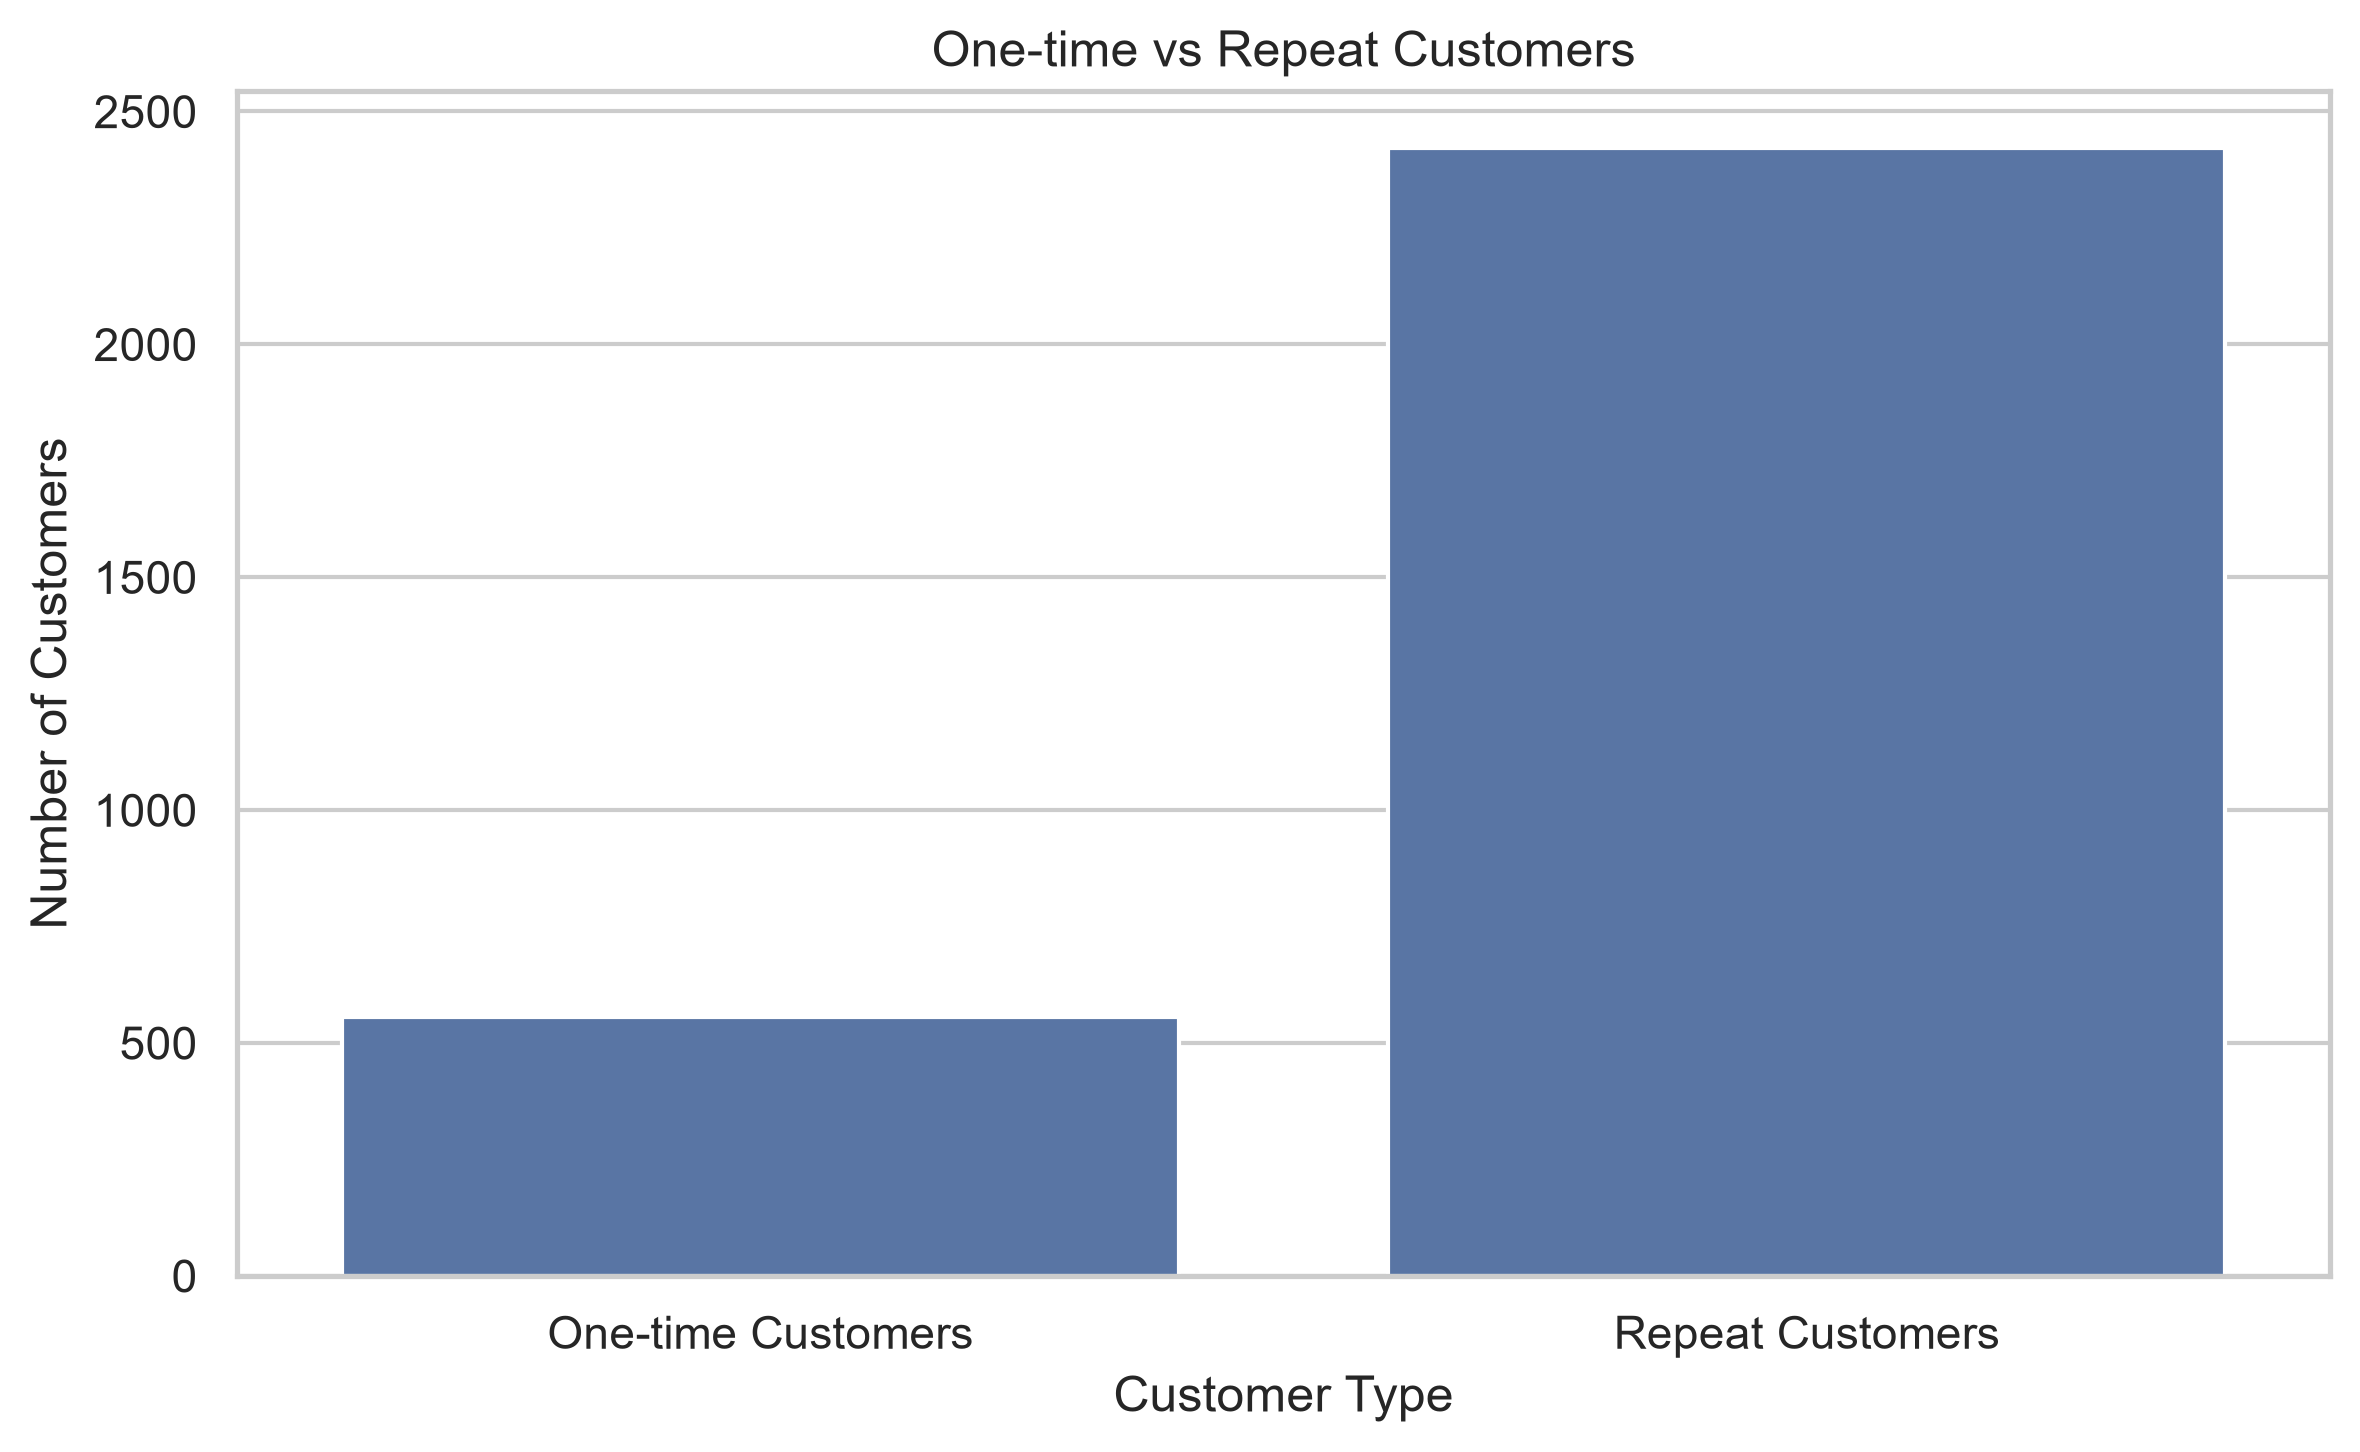 One-time vs Repeat Customers
2500
2000
1500
1000
500
0
Number of Customers
One-time Customers
Repeat Customers
Customer Type